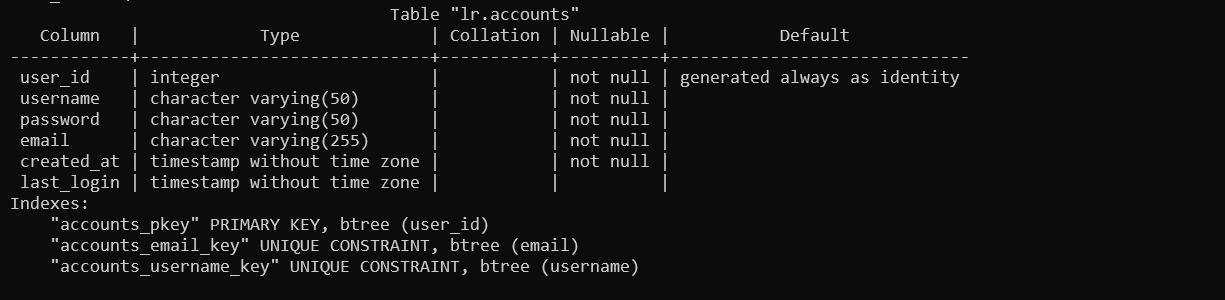 Table "lr.accounts"
   Column   |            Type             | Collation | Nullable |           Default
------------+-----------------------------+-----------+----------+------------------------------
 user_id    | integer                     |           | not null | generated always as identity
 username   | character varying(50)       |           | not null |
 password   | character varying(50)       |           | not null |
 email      | character varying(255)      |           | not null |
 created_at | timestamp without time zone |           | not null |
 last_login | timestamp without time zone |           |          |
Indexes:
    "accounts_pkey" PRIMARY KEY, btree (user_id)
    "accounts_email_key" UNIQUE CONSTRAINT, btree (email)
    "accounts_username_key" UNIQUE CONSTRAINT, btree (username)